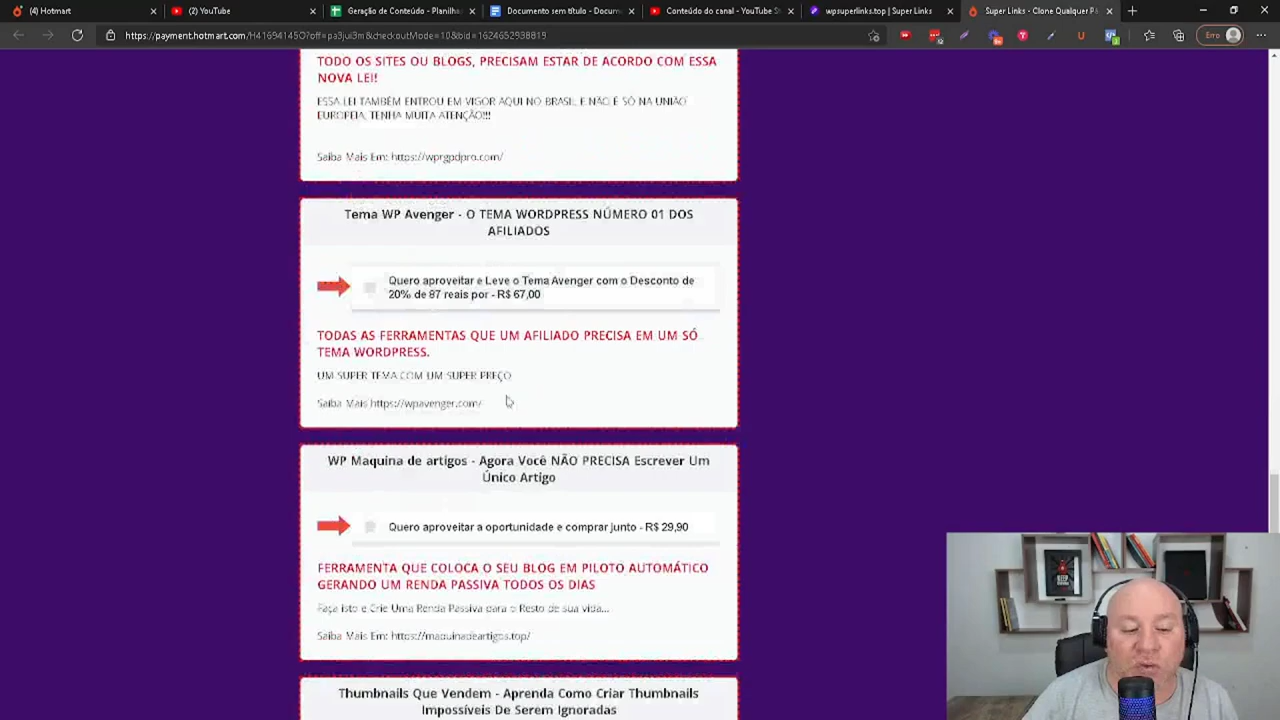 (4) Hotmart
(2) YouTube
Geração de Conteúdo - Planilha
Documento sem título - Docum
Conteúdo do canal - YouTube S
wpsuperlinks.top | Super Links
Super Links - Clone Qualquer P
Erro
TODO OS SITES OU BLOGS, PRECISAM ESTAR DE ACORDO COM ESSA
NOVA LEI!
ESSA LEI TAMBÉM ENTROU EM VIGOR AQUI NO BRASIL E NÃO É SÓ NA UNIÃO
EUROPEIA, TENHA MUITA ATENÇÃO!!!
Saiba Mais Em: https://wprgpdpro.com/
Tema WP Avenger - O TEMA WORDPRESS NÚMERO 01 DOS
AFILIADOS
Quero aproveitar e Leve o Tema Avenger com o Desconto de
20% de 87 reais por - R$ 67,00
TODAS AS FERRAMENTAS QUE UM AFILIADO PRECISA EM UM SÓ
TEMA WORDPRESS.
UM SUPER TEMA COM UM SUPER PREÇO
Saiba Mais https://wpavenger.com/
WP Maquina de artigos - Agora Você NÃO PRECISA Escrever Um
Único Artigo
Quero aproveitar a oportunidade e comprar junto - R$ 29,90
FERRAMENTA QUE COLOCA O SEU BLOG EM PILOTO AUTOMÁTICO
GERANDO UM RENDA PASSIVA TODOS OS DIAS
Faça isto e Crie Uma Renda Passiva para o Resto de sua vida...
Saiba Mais Em: https://maquinadeartigos.top/
Thumbnails Que Vendem - Aprenda Como Criar Thumbnails
Impossíveis De Serem Ignoradas